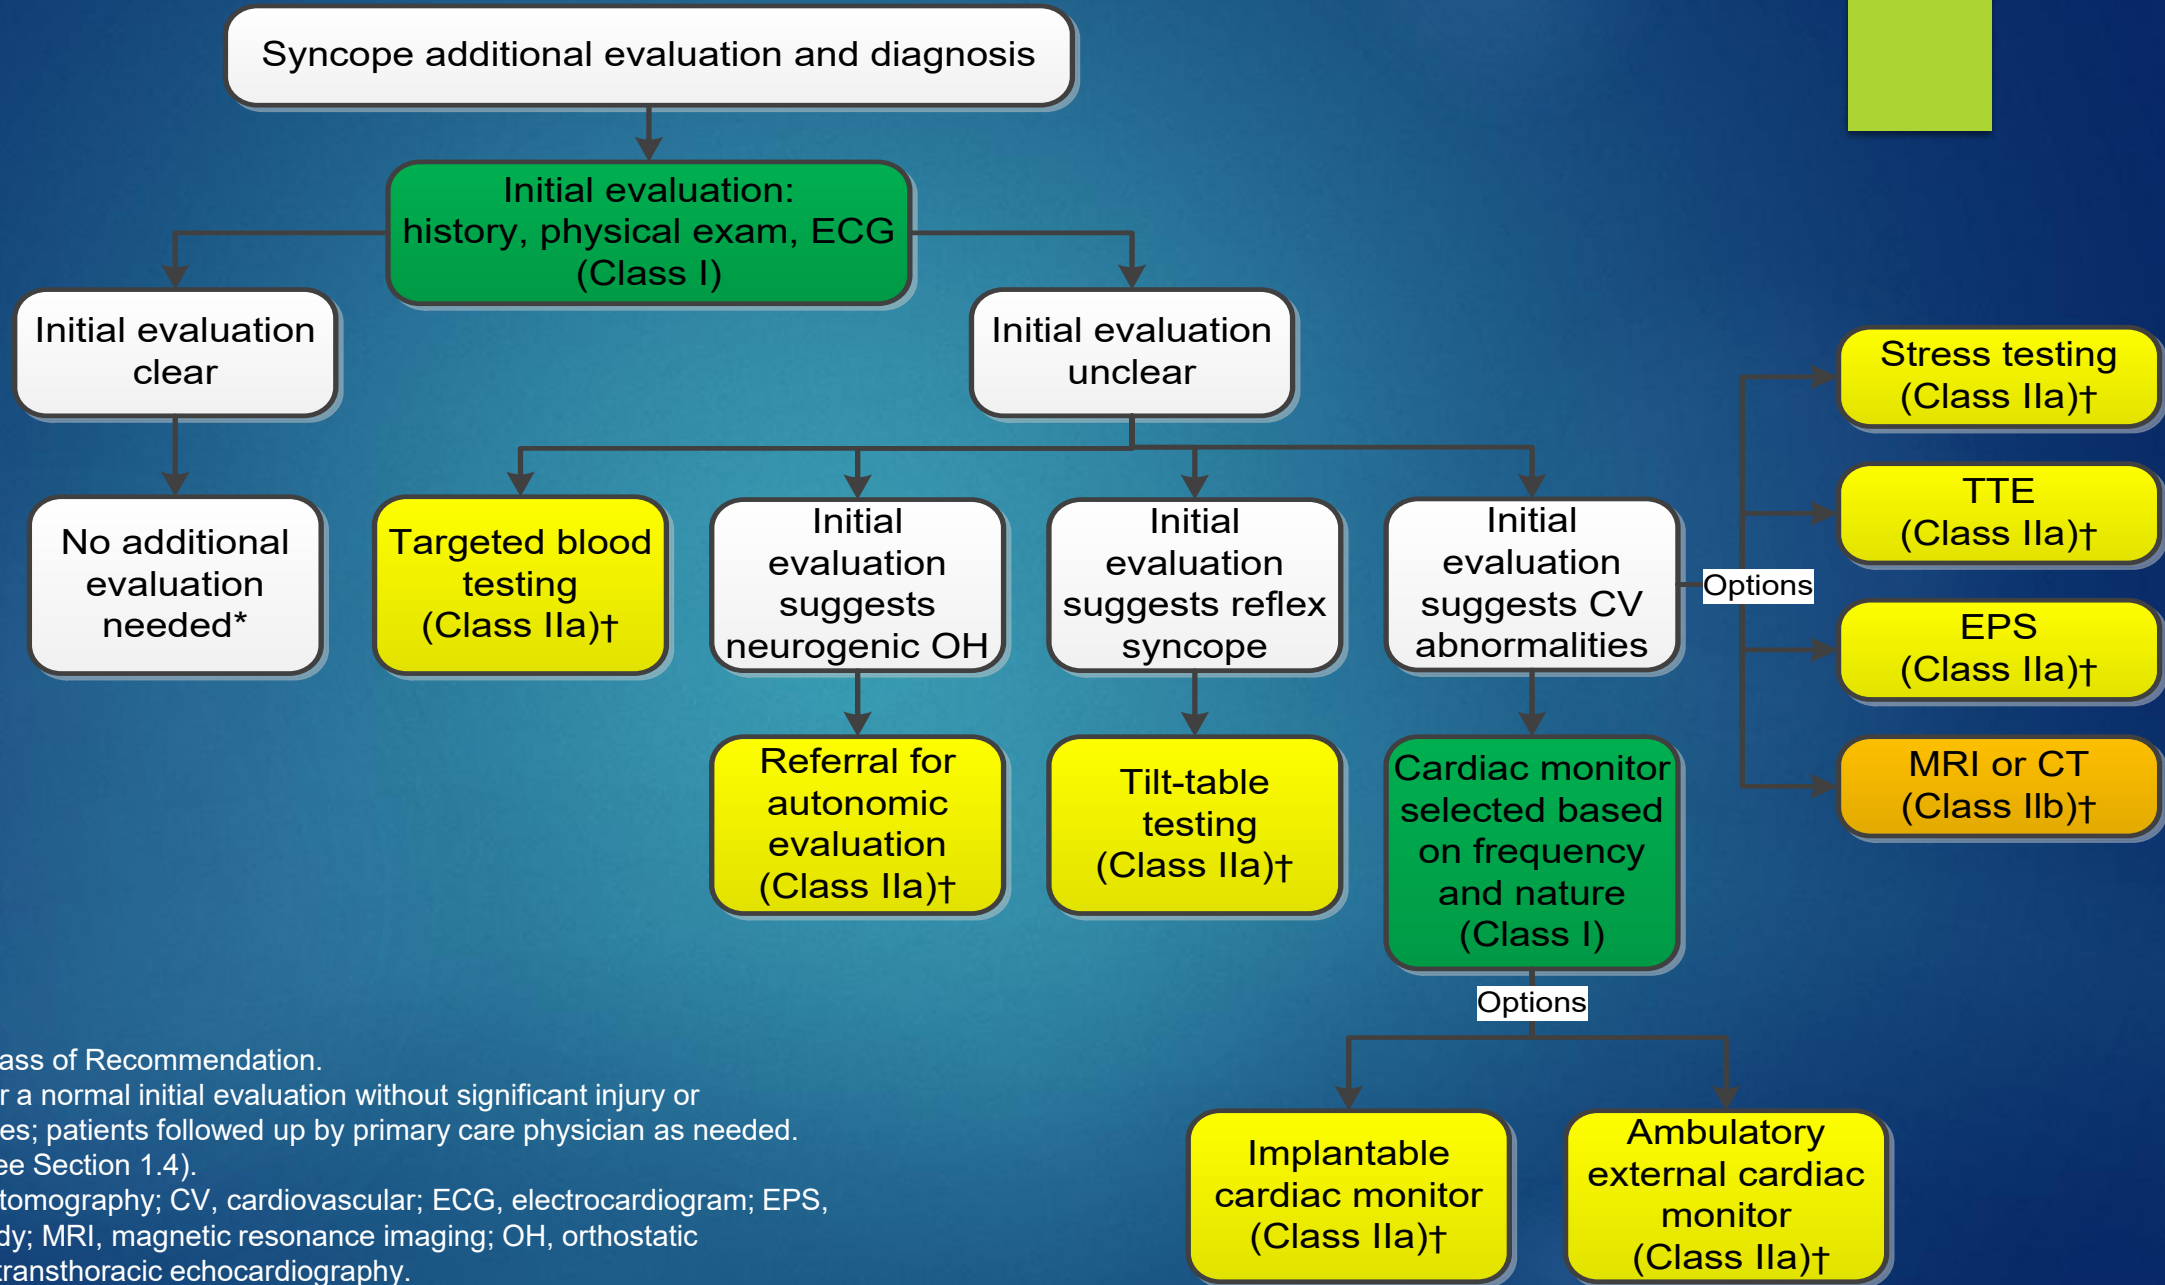 Syncope additional evaluation and diagnosis
Initial evaluation:
history, physical exam, ECG
(Class I)
Initial evaluation
clear
Initial evaluation
unclear
Stress testing
(Class IIa)†
TTE
(Class IIa)†
Options
EPS
(Class IIa)†
MRI or CT
(Class IIb)†
No additional
evaluation
needed*
Targeted blood
testing
(Class IIa)†
Initial
evaluation
suggests
neurogenic OH
Initial
evaluation
suggests reflex
syncope
Initial
evaluation
suggests CV
abnormalities
Referral for
autonomic
evaluation
(Class IIa)†
Tilt-table
testing
(Class IIa)†
Cardiac monitor
selected based
on frequency
and nature
(Class I)
Options
Implantable
cardiac monitor
(Class IIa)†
Ambulatory
external cardiac
monitor
(Class IIa)†
of Recommendation.
a normal initial evaluation without significant injury or
patients followed up by primary care physician as needed.
Section 1.4).
tomography; CV, cardiovascular; ECG, electrocardiogram; EPS,
MRI, magnetic resonance imaging; OH, orthostatic
transthoracic echocardiography.